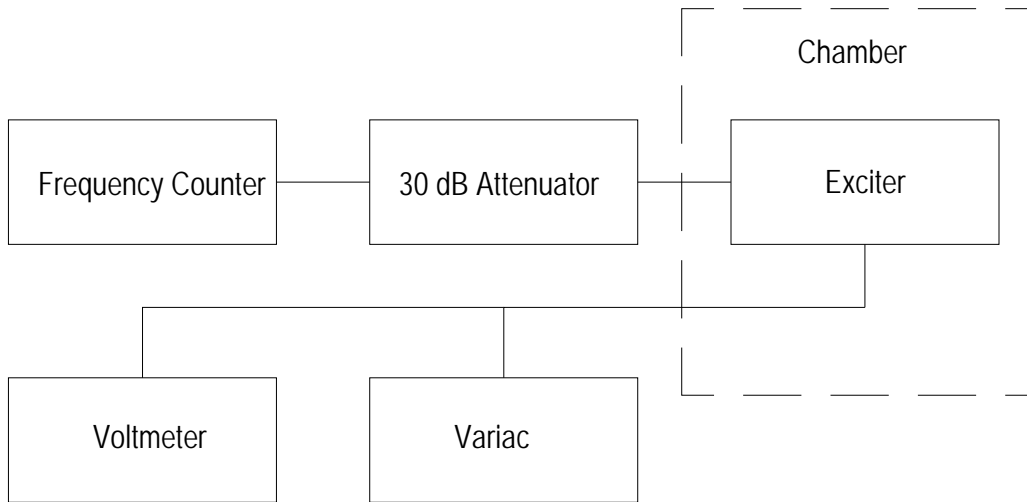 Chamber
Frequency Counter
30 dB Attenuator
Exciter
Voltmeter
Variac